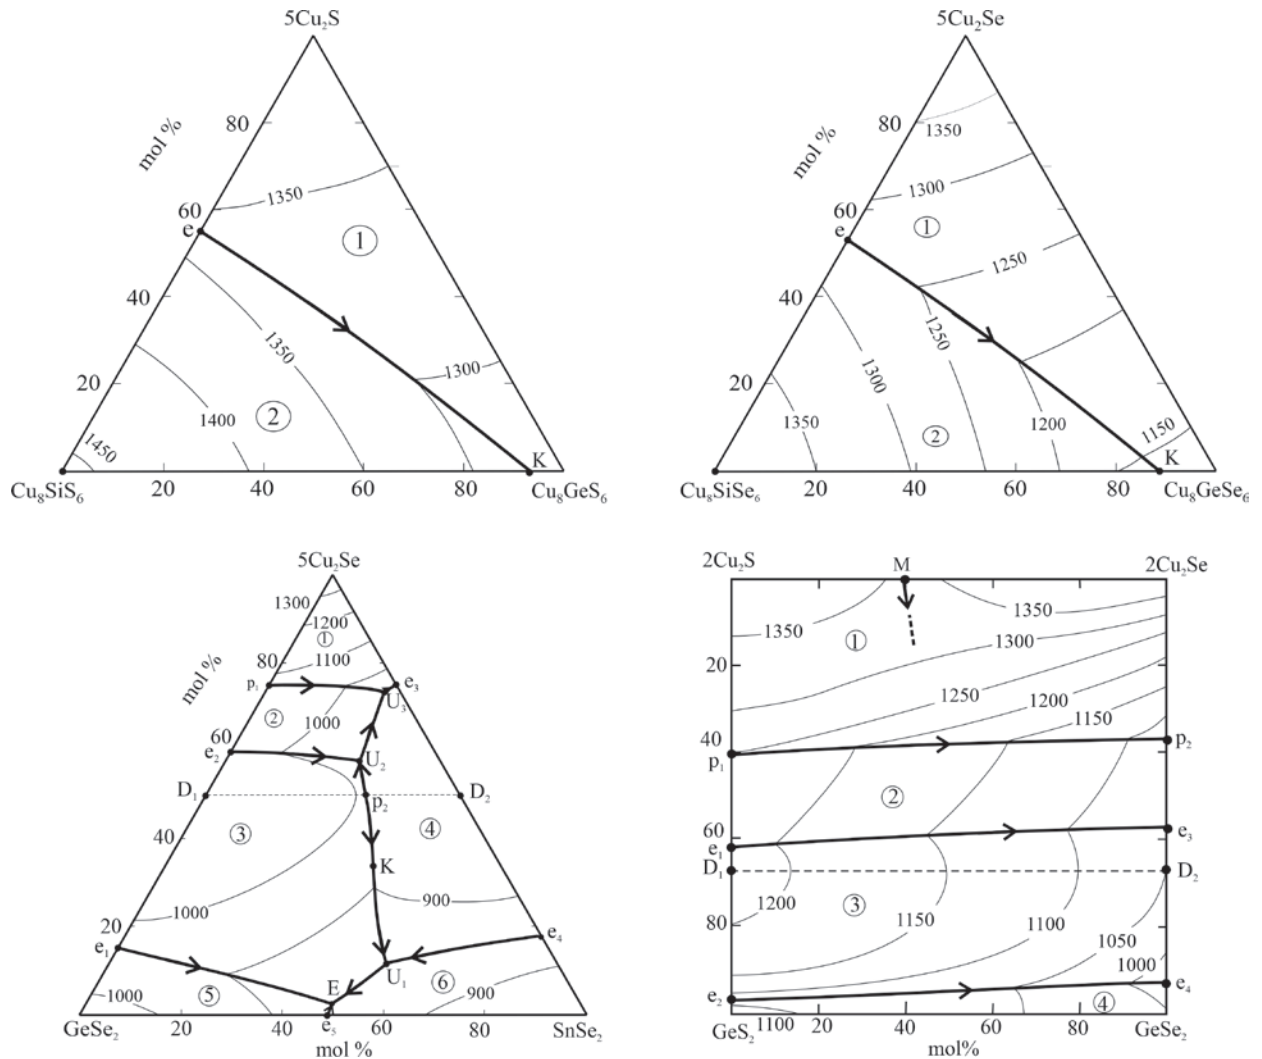 5Cu₂S
mol %
80
60
e
40
20
1350
1
1350
1300
1400
2
1450
K
Cu₈SiS₆
20
40
60
80
Cu₈GeS₆
5Cu₂Se
mol %
80
60
e
40
20
1350
1300
1
1250
1250
1300
1350
1200
1150
2
K
Cu₈SiSe₆
20
40
60
80
Cu₈GeSe₆
5Cu₂Se
mol %
1300
1200
1
1100
80
p₁
e₃
U₃
2
1000
60
e₂
U₂
D₁
p₂
D₂
3
4
40
K
1000
900
20
e₁
e₄
U₁
E
5
6
1000
900
GeSe₂
20
40
e₅
60
80
SnSe₂
mol %
2Cu₂S
M
2Cu₂Se
1350
1
1350
1300
20
1250
1200
1150
40
p₁
p₂
2
60
e₁
e₃
D₁
D₂
1200
3
1150
1100
80
1050
1000
e₂
e₄
4
GeS₂
1100
20
40
60
80
GeSe₂
mol%